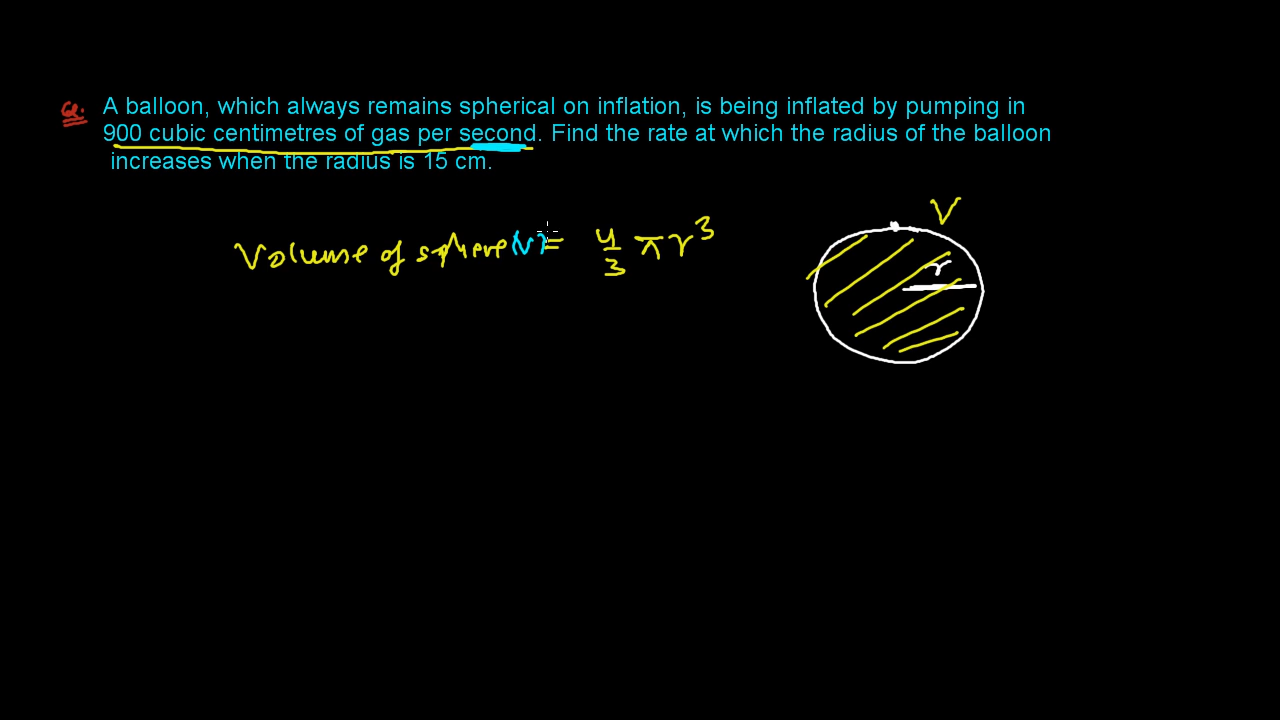 Q. A balloon, which always remains spherical on inflation, is being inflated by pumping in
900 cubic centimetres of gas per second. Find the rate at which the radius of the balloon
increases when the radius is 15 cm.
V
Volume of sphere (V) = 4/3 πr³
r